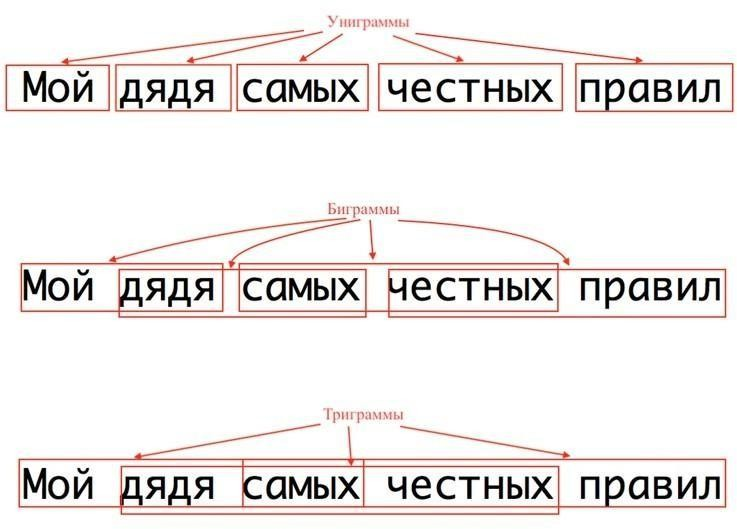 Униграммы
Мой дядя самых честных правил
Биграммы
Мой дядя самых честных правил
Триграммы
Мой дядя самых честных правил